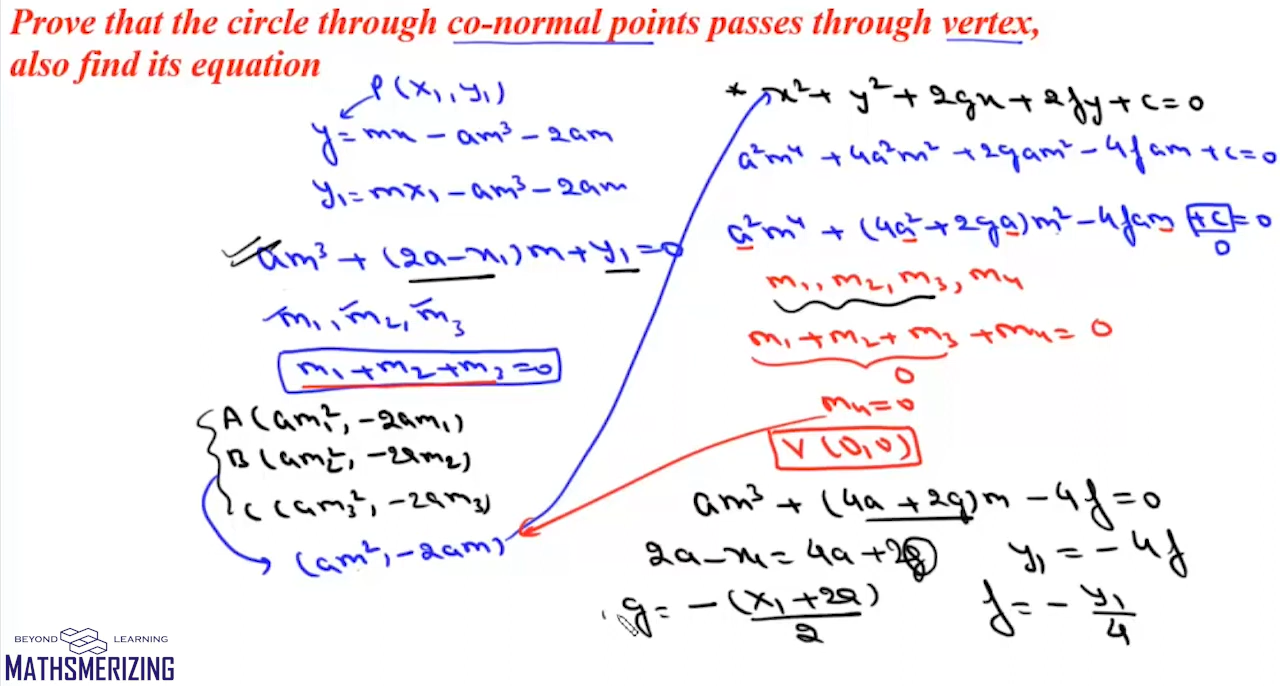 Prove that the circle through co-normal points passes through vertex,
also find its equation
P(x₁, y₁)
y = mx - am³ - 2am
y₁ = mx₁ - am³ - 2am
am³ + (2a - x₁)m + y₁ = 0
m₁, m₂, m₃
m₁ + m₂ + m₃ = 0
A(am₁², -2am₁)
B(am₂², -2am₂)
C(am₃², -2am₃)
(am², -2am)
* x² + y² + 2gx + 2fy + c = 0
a²m⁴ + 4a²m² + 2gam² - 4fam + c = 0
a²m⁴ + (4a² + 2ga)m² - 4fam + c = 0
0
m₁, m₂, m₃, m₄
m₁ + m₂ + m₃ + m₄ = 0
0
m₄ = 0
V(0, 0)
am³ + (4a + 2g)m - 4f = 0
2a - x₁ = 4a + 2g y₁ = -4f
g = -(x₁ + 2a)/2 f = -y₁/4
BEYOND LEARNING
MATHSMERIZING